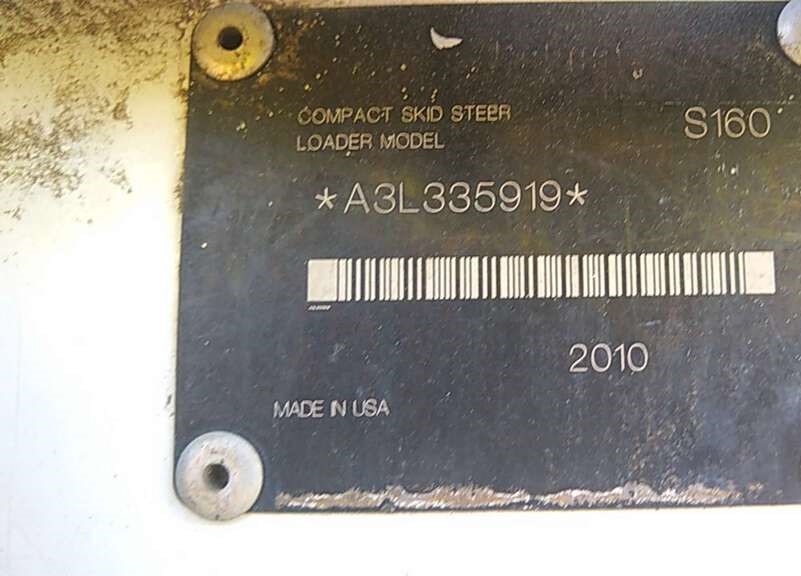 COMPACT SKID STEER
LOADER MODEL S160
*A3L335919*
2010
MADE IN USA